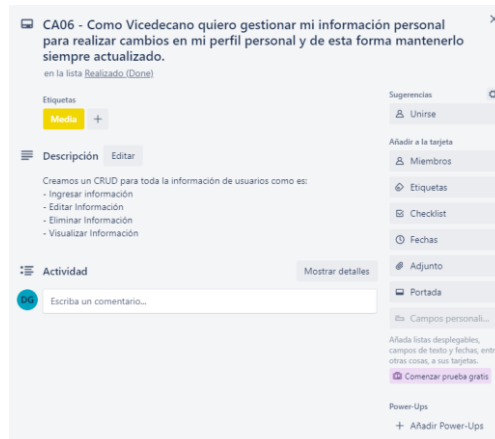 CA06 - Como Vicedecano quiero gestionar mi información personal
para realizar cambios en mi perfil personal y de esta forma mantenerlo
siempre actualizado.
en la lista Realizado (Done)
Etiquetas
Media +
Descripción Editar
Creamos un CRUD para toda la información de usuarios como es:
- Ingresar información
- Editar Información
- Eliminar Información
- Visualizar Información
Actividad Mostrar detalles
DG Escriba un comentario...
Sugerencias
Unirse
Añadir a la tarjeta
Miembros
Etiquetas
Checklist
Fechas
Adjunto
Portada
Campos personali...
Añada listas desplegables,
campos de texto y fechas, entr
otras cosas, a sus tarjetas.
Comenzar prueba gratis
Power-Ups
+ Añadir Power-Ups